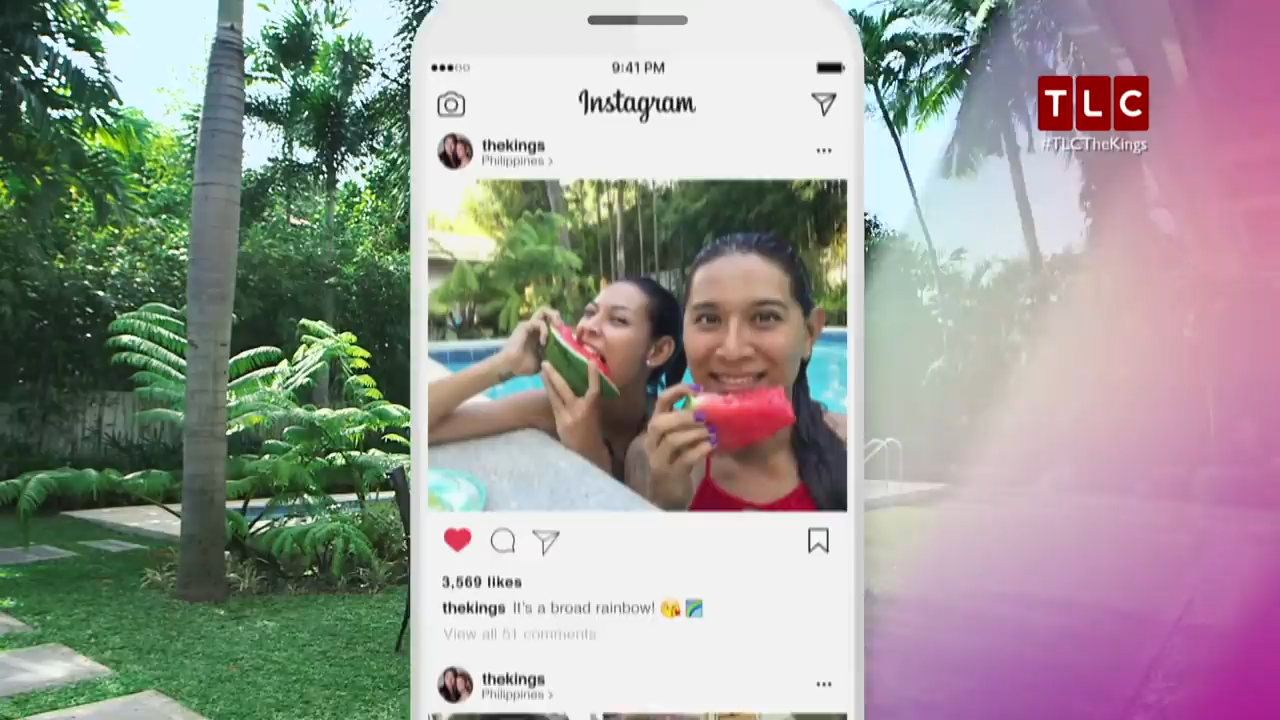 9:41 PM
Instagram
TLC
#TLCTheKings
thekings
Philippines >
3,569 likes
thekings It's a broad rainbow! 😘 🌈
View all 51 comments
thekings
Philippines >